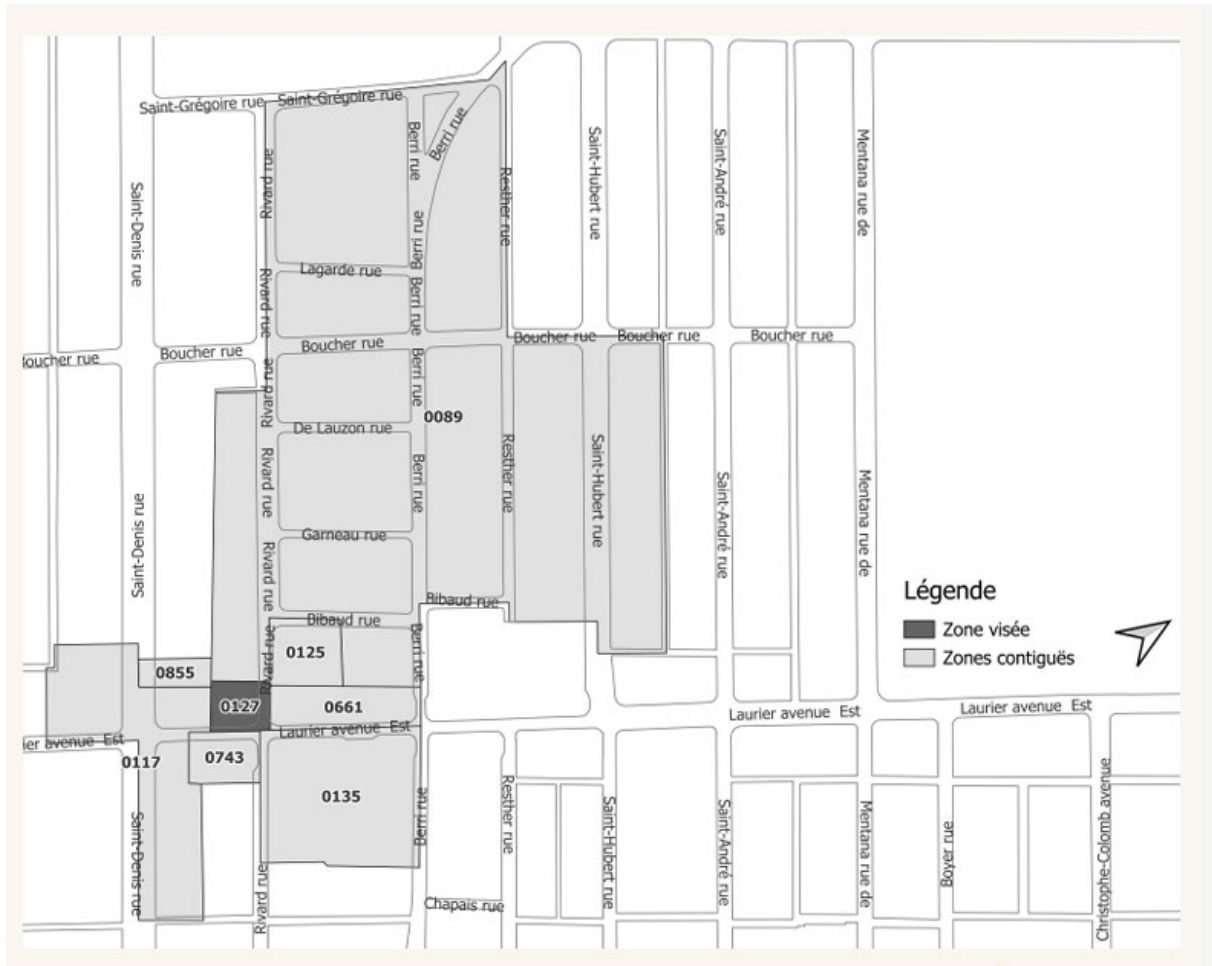 Saint-Grégoire rue
Saint-Grégoire rue
Berri rue
Berri rue
Rivard rue
Saint-Denis rue
Resther rue
Saint-Hubert rue
Saint-André rue
Mentana rue de
Berri rue
Lagarde rue
Rivard rue
Berri rue
Boucher rue
Boucher rue
Boucher rue
Boucher rue
Boucher rue
Boucher rue
Rivard rue
Berri rue
0089
De Lauzon rue
Rivard rue
Berri rue
Resther rue
Saint-Hubert rue
Saint-André rue
Mentana rue de
Saint-Denis rue
Garneau rue
Rivard rue
Bibaud rue
Bibaud rue
Légende
Zone visée
Zones contiguës
Rivard rue
Berri rue
0125
0855
0127
0661
Laurier avenue Est
Laurier avenue Est
Laurier avenue Est
ier avenue Est
0117
0743
0135
Saint-Denis rue
Rivard rue
Berri rue
Resther rue
Saint-Hubert rue
Saint-André rue
Mentana rue de
Boyer rue
Christophe-Colomb avenue
Chapais rue